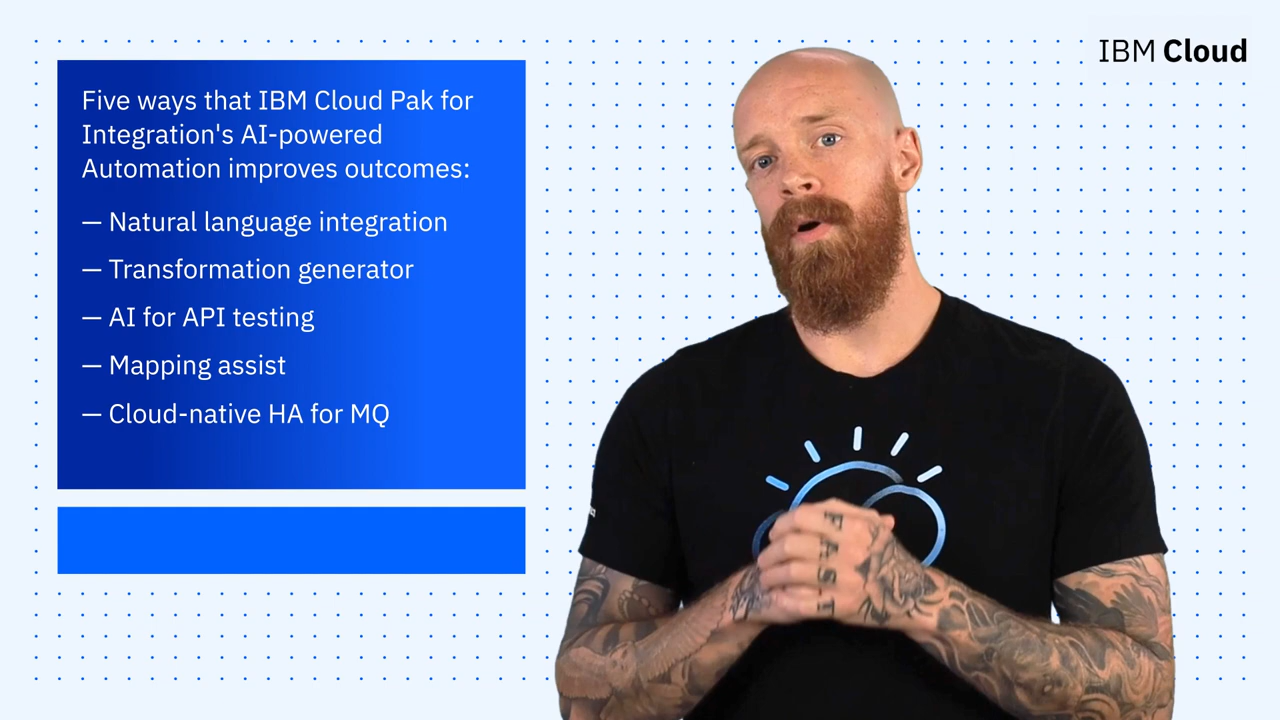 IBM Cloud
Five ways that IBM Cloud Pak for
Integration's AI-powered
Automation improves outcomes:
— Natural language integration
— Transformation generator
— AI for API testing
— Mapping assist
— Cloud-native HA for MQ
FAST